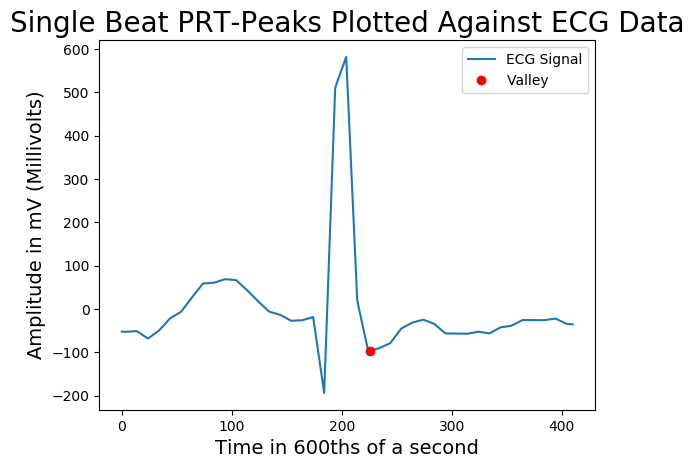 Single Beat PRT-Peaks Plotted Against ECG Data
ECG Signal
Valley
Amplitude in mV (Millivolts)
600
500
400
300
200
100
0
−100
−200
0 100 200 300 400
Time in 600ths of a second